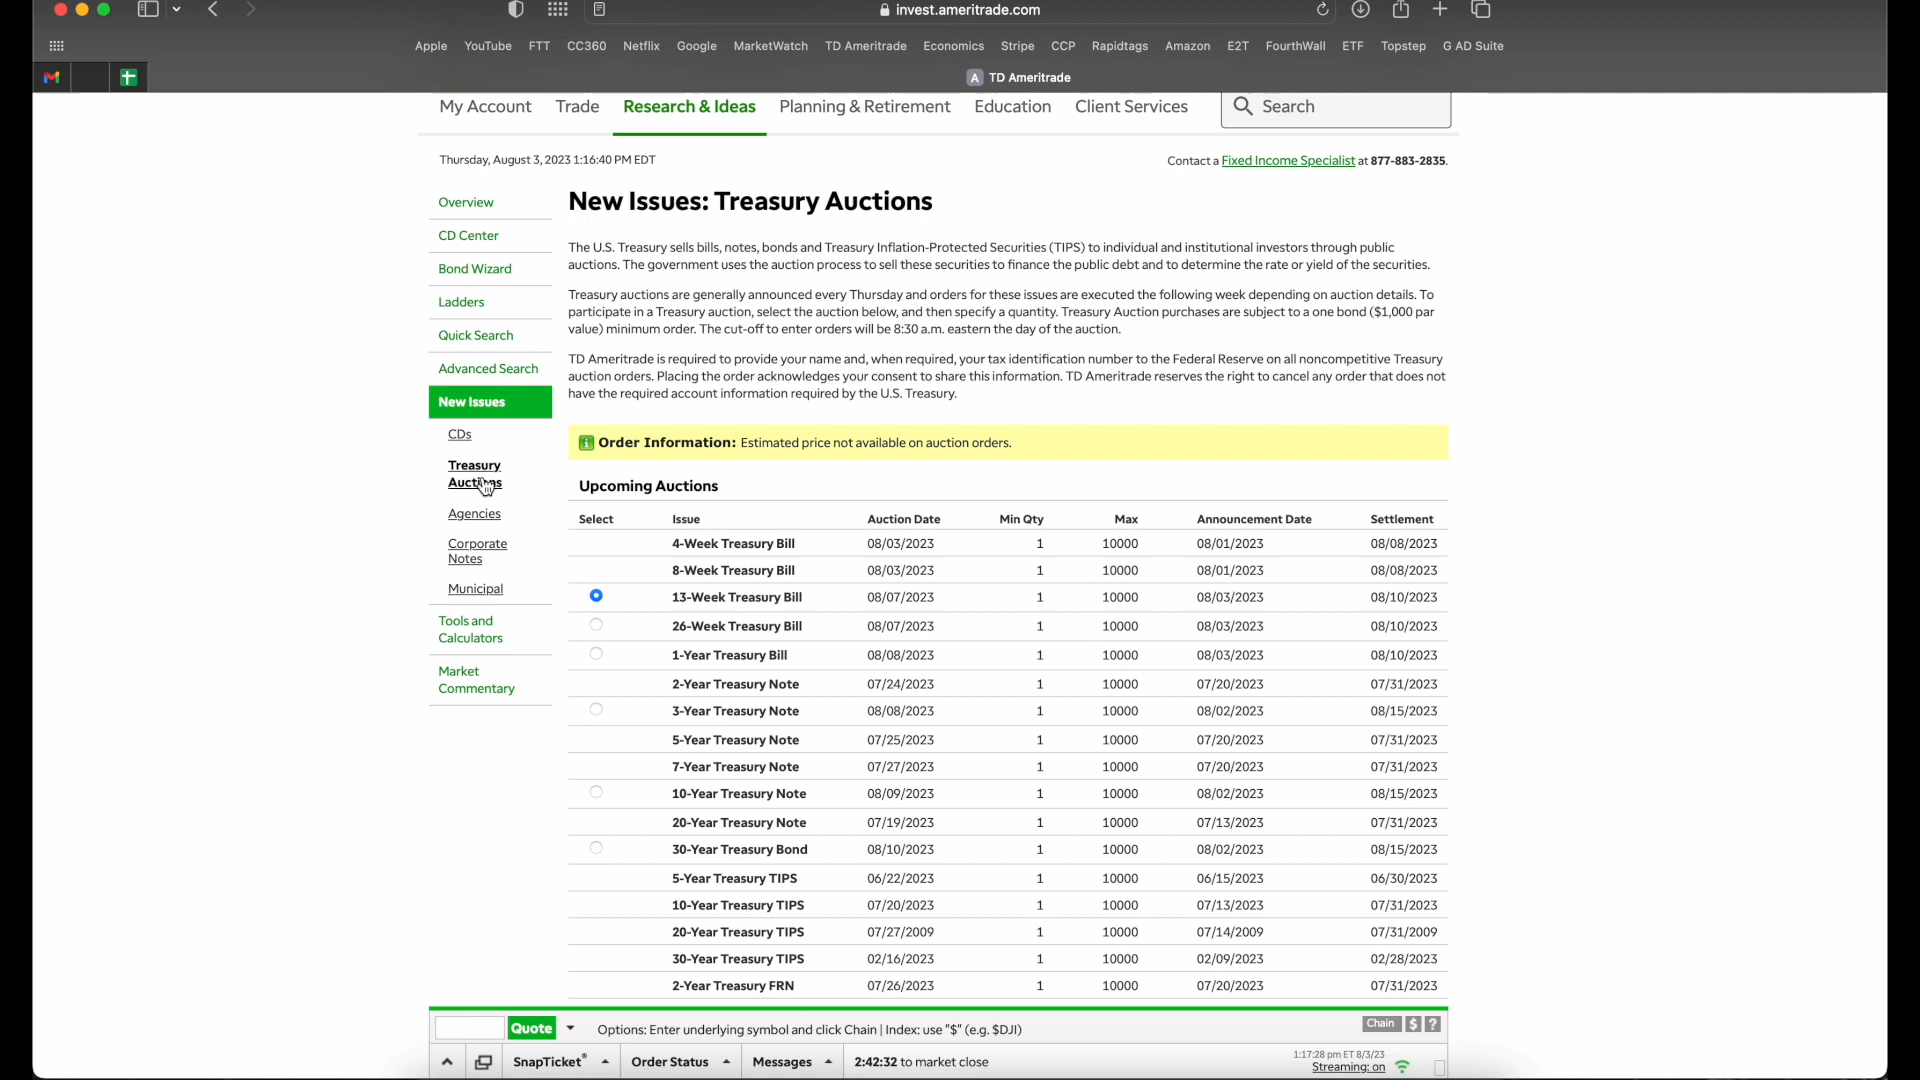 invest.ameritrade.com
Apple YouTube FTT CC360 Netflix Google MarketWatch TD Ameritrade Economics Stripe CCP Rapidtags Amazon E2T FourthWall ETF Topstep G AD Suite
A TD Ameritrade
My Account Trade Research & Ideas Planning & Retirement Education Client Services Search
Thursday, August 3, 2023 1:16:40 PM EDT
Contact a Fixed Income Specialist at 877-883-2835.
Overview
CD Center
Bond Wizard
Ladders
Quick Search
Advanced Search
New Issues
CDs
Treasury
Auctions
Agencies
Corporate
Notes
Municipal
Tools and
Calculators
Market
Commentary
New Issues: Treasury Auctions
The U.S. Treasury sells bills, notes, bonds and Treasury Inflation-Protected Securities (TIPS) to individual and institutional investors through public
auctions. The government uses the auction process to sell these securities to finance the public debt and to determine the rate or yield of the securities.
Treasury auctions are generally announced every Thursday and orders for these issues are executed the following week depending on auction details. To
participate in a Treasury auction, select the auction below, and then specify a quantity. Treasury Auction purchases are subject to a one bond ($1,000 par
value) minimum order. The cut-off to enter orders will be 8:30 a.m. eastern the day of the auction.
TD Ameritrade is required to provide your name and, when required, your tax identification number to the Federal Reserve on all noncompetitive Treasury
auction orders. Placing the order acknowledges your consent to share this information. TD Ameritrade reserves the right to cancel any order that does not
have the required account information required by the U.S. Treasury.
Order Information: Estimated price not available on auction orders.
Upcoming Auctions
Select Issue Auction Date Min Qty Max Announcement Date Settlement
4-Week Treasury Bill 08/03/2023 1 10000 08/01/2023 08/08/2023
8-Week Treasury Bill 08/03/2023 1 10000 08/01/2023 08/08/2023
13-Week Treasury Bill 08/07/2023 1 10000 08/03/2023 08/10/2023
26-Week Treasury Bill 08/07/2023 1 10000 08/03/2023 08/10/2023
1-Year Treasury Bill 08/08/2023 1 10000 08/03/2023 08/10/2023
2-Year Treasury Note 07/24/2023 1 10000 07/20/2023 07/31/2023
3-Year Treasury Note 08/08/2023 1 10000 08/02/2023 08/15/2023
5-Year Treasury Note 07/25/2023 1 10000 07/20/2023 07/31/2023
7-Year Treasury Note 07/27/2023 1 10000 07/20/2023 07/31/2023
10-Year Treasury Note 08/09/2023 1 10000 08/02/2023 08/15/2023
20-Year Treasury Note 07/19/2023 1 10000 07/13/2023 07/31/2023
30-Year Treasury Bond 08/10/2023 1 10000 08/02/2023 08/15/2023
5-Year Treasury TIPS 06/22/2023 1 10000 06/15/2023 06/30/2023
10-Year Treasury TIPS 07/20/2023 1 10000 07/13/2023 07/31/2023
20-Year Treasury TIPS 07/27/2009 1 10000 07/14/2009 07/31/2009
30-Year Treasury TIPS 02/16/2023 1 10000 02/09/2023 02/28/2023
2-Year Treasury FRN 07/26/2023 1 10000 07/20/2023 07/31/2023
Quote Options: Enter underlying symbol and click Chain | Index: use "$" (e.g. $DJI) Chain $ ?
SnapTicket® Order Status Messages 2:42:32 to market close
1:17:28 pm ET 8/3/23
Streaming: on